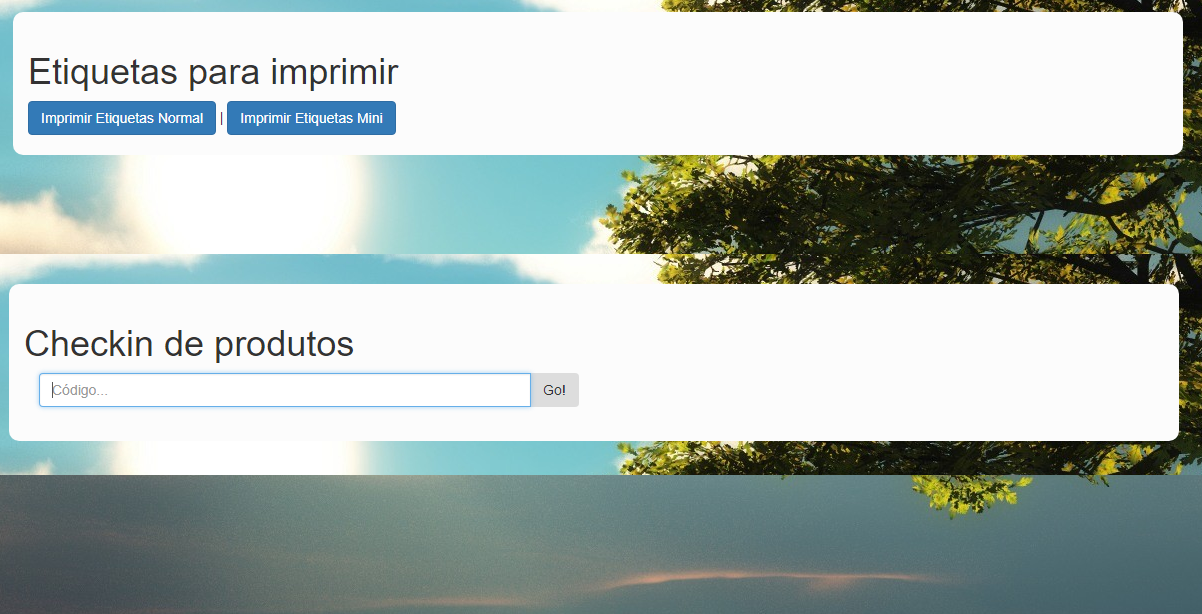 Etiquetas para imprimir
Imprimir Etiquetas Normal | Imprimir Etiquetas Mini
Checkin de produtos
Código... Go!